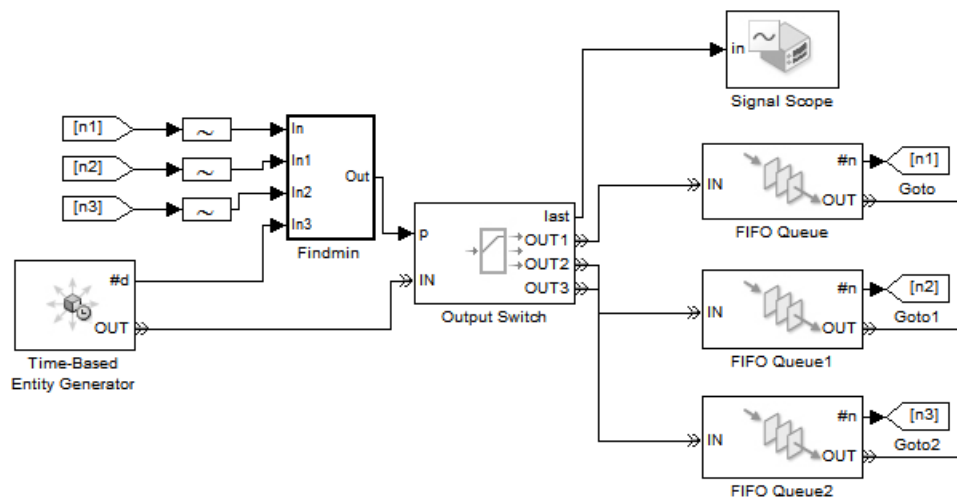 in
Signal Scope
[n1]
[n2]
[n3]
In
In1
In2
In3
Out
Findmin
#d
OUT
Time-Based
Entity Generator
p
IN
last
OUT1
OUT2
OUT3
Output Switch
IN
#n
OUT
FIFO Queue
[n1]
Goto
IN
#n
OUT
FIFO Queue1
[n2]
Goto1
IN
#n
OUT
FIFO Queue2
[n3]
Goto2